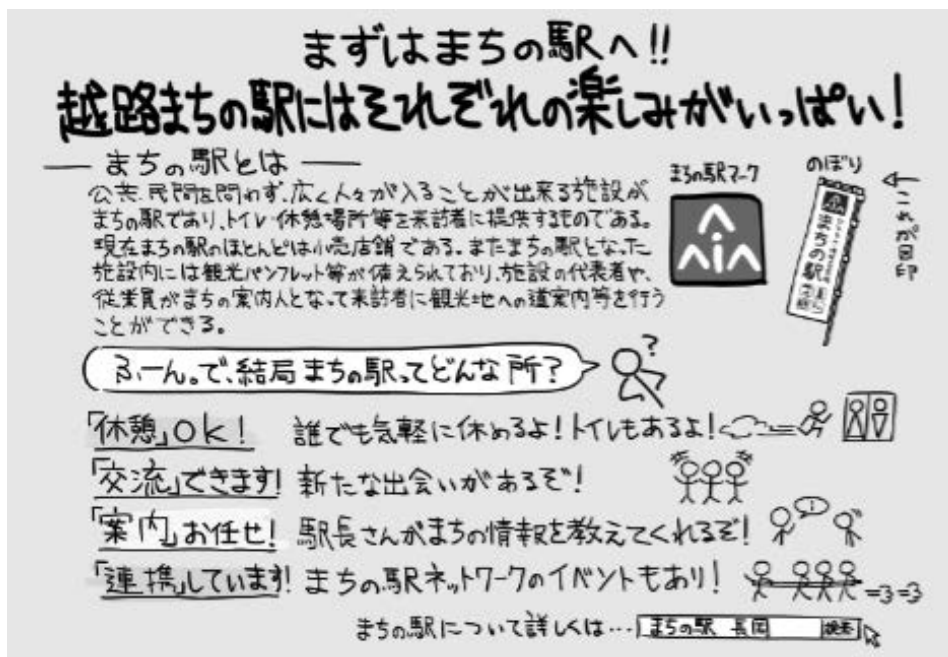 まずはまちの駅へ!!
越路まちの駅にはそれぞれの楽しみがいっぱい!
まちの駅とは
公共、民間を問わず、広く人々が入ることが出来る施設が
まちの駅であり、トイレ・休憩場所等を来訪者に提供するものである。
現在まちの駅のほとんどは小売店舗である。またまちの駅となった
施設内には観光パンフレット等が備えられており、施設の代表者や、
従業員がまちの案内人となって来訪者に観光地への道案内等を行う
ことができる。
まちの駅マーク
のぼり
まちの駅
これが目印
ふーん。で、結局まちの駅ってどんな所?
?
「休憩」OK! 誰でも気軽に休めるよ!トイレもあるよ!
「交流」できます! 新たな出会いがあるぞ!
「案内」お任せ! 駅長さんがまちの情報を教えてくれるぞ!
!
「連携」しています! まちの駅ネットワークのイベントもあり!
まちの駅について詳しくは… まちの駅 長岡 検索